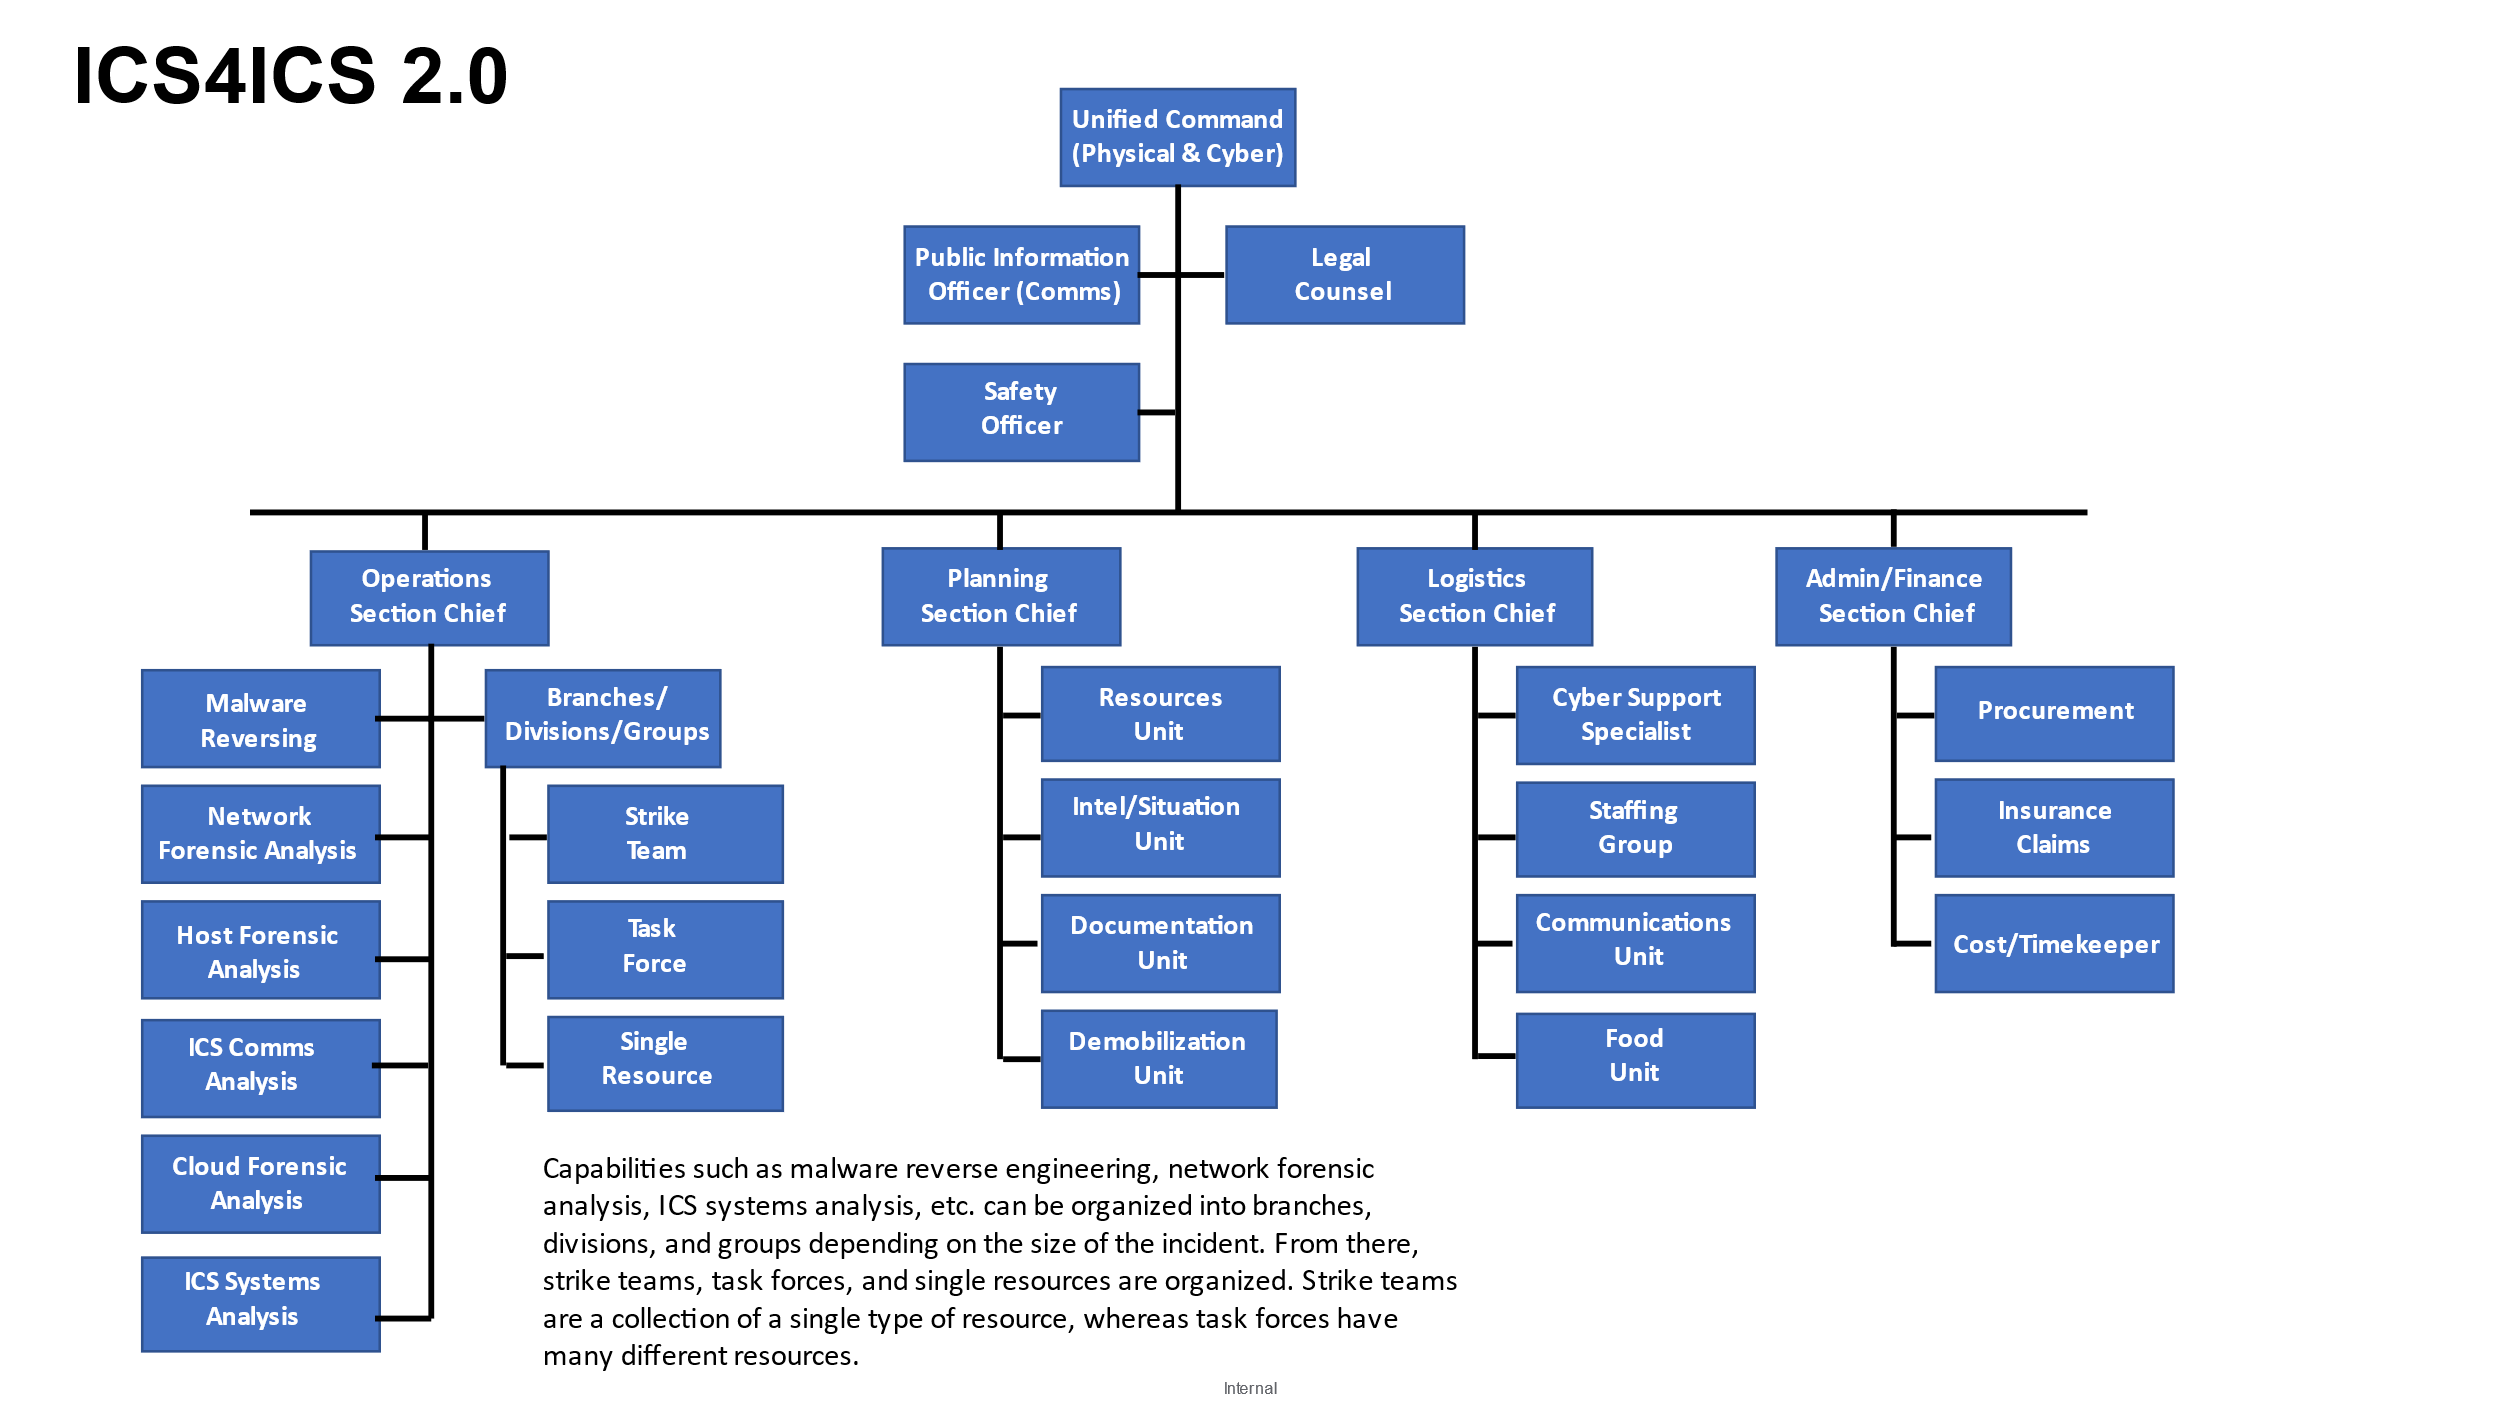 ICS4ICS 2.0
Unified Command
(Physical & Cyber)
Public Information
Officer (Comms)
Legal
Counsel
Safety
Officer
Operations
Section Chief
Planning
Section Chief
Logistics
Section Chief
Admin/Finance
Section Chief
Malware
Reversing
Network
Forensic Analysis
Host Forensic
Analysis
ICS Comms
Analysis
Cloud Forensic
Analysis
ICS Systems
Analysis
Branches/
Divisions/Groups
Strike
Team
Task
Force
Single
Resource
Resources
Unit
Intel/Situation
Unit
Documentation
Unit
Demobilization
Unit
Cyber Support
Specialist
Staffing
Group
Communications
Unit
Food
Unit
Procurement
Insurance
Claims
Cost/Timekeeper
Capabilities such as malware reverse engineering, network forensic
analysis, ICS systems analysis, etc. can be organized into branches,
divisions, and groups depending on the size of the incident. From there,
strike teams, task forces, and single resources are organized. Strike teams
are a collection of a single type of resource, whereas task forces have
many different resources.
Internal